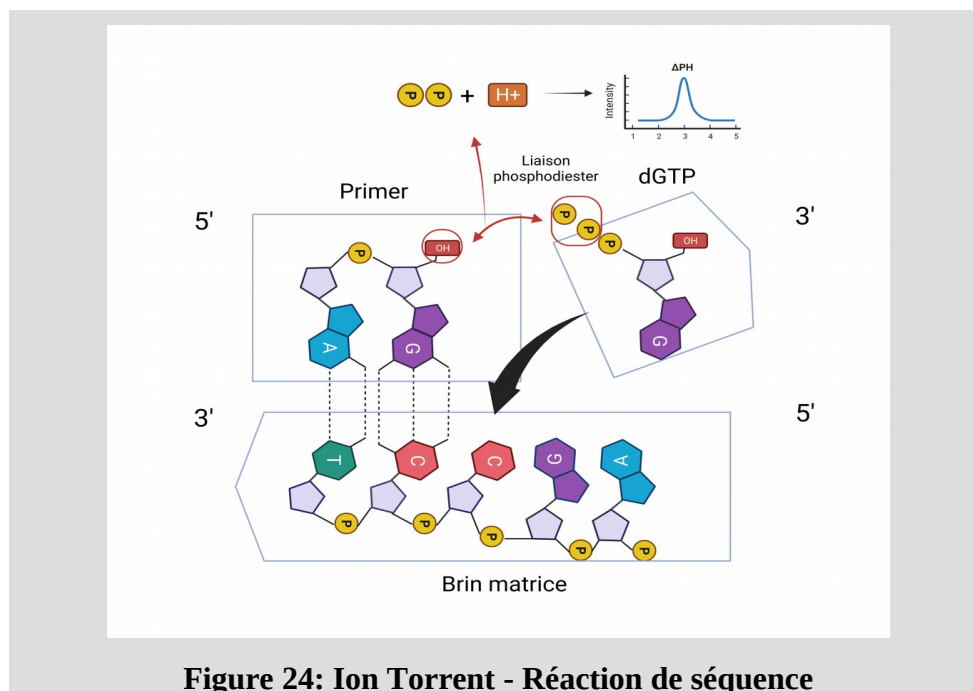 ΔPH
P P + H+
Intensity
1 2 3 4 5
Liaison
phosphodiester
dGTP
Primer
5'
3'
P
P
P
P
OH
OH
A
G
G
3'
5'
T
C
C
G
A
P
P
P
P
P
Brin matrice
Figure 24: Ion Torrent - Réaction de séquence